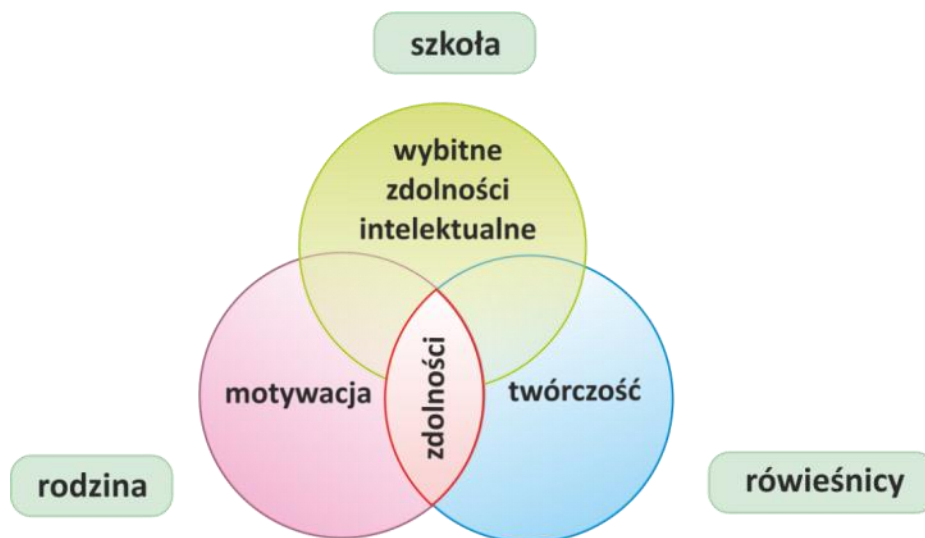 szkoła
wybitne
zdolności
intelektualne
motywacja
zdolności
twórczość
rodzina
rówieśnicy